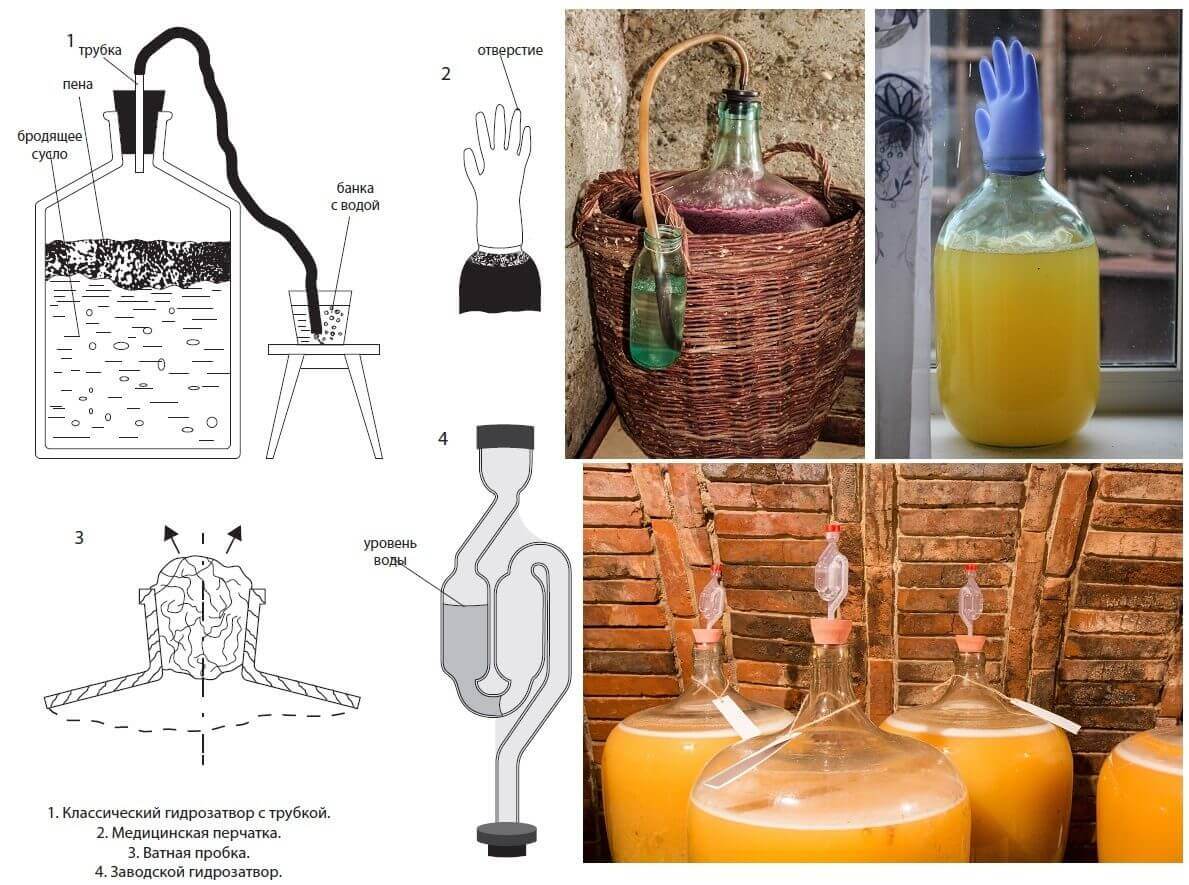 1
трубка
пена
бродящее
сусло
банка
с водой
2
отверстие
3
4
уровень
воды
1. Классический гидрозатвор с трубкой.
2. Медицинская перчатка.
3. Ватная пробка.
4. Заводской гидрозатвор.